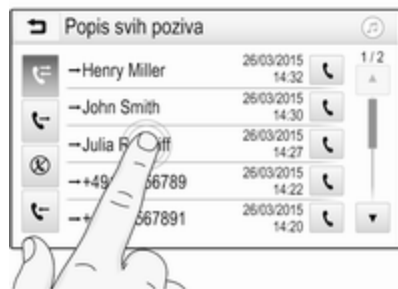 Popis svih poziva
1/2
→Henry Miller 26/03/2015 14:32
→John Smith 26/03/2015 14:30
→Julia 26/03/2015 14:27
26/03/2015 14:22
26/03/2015 14:20